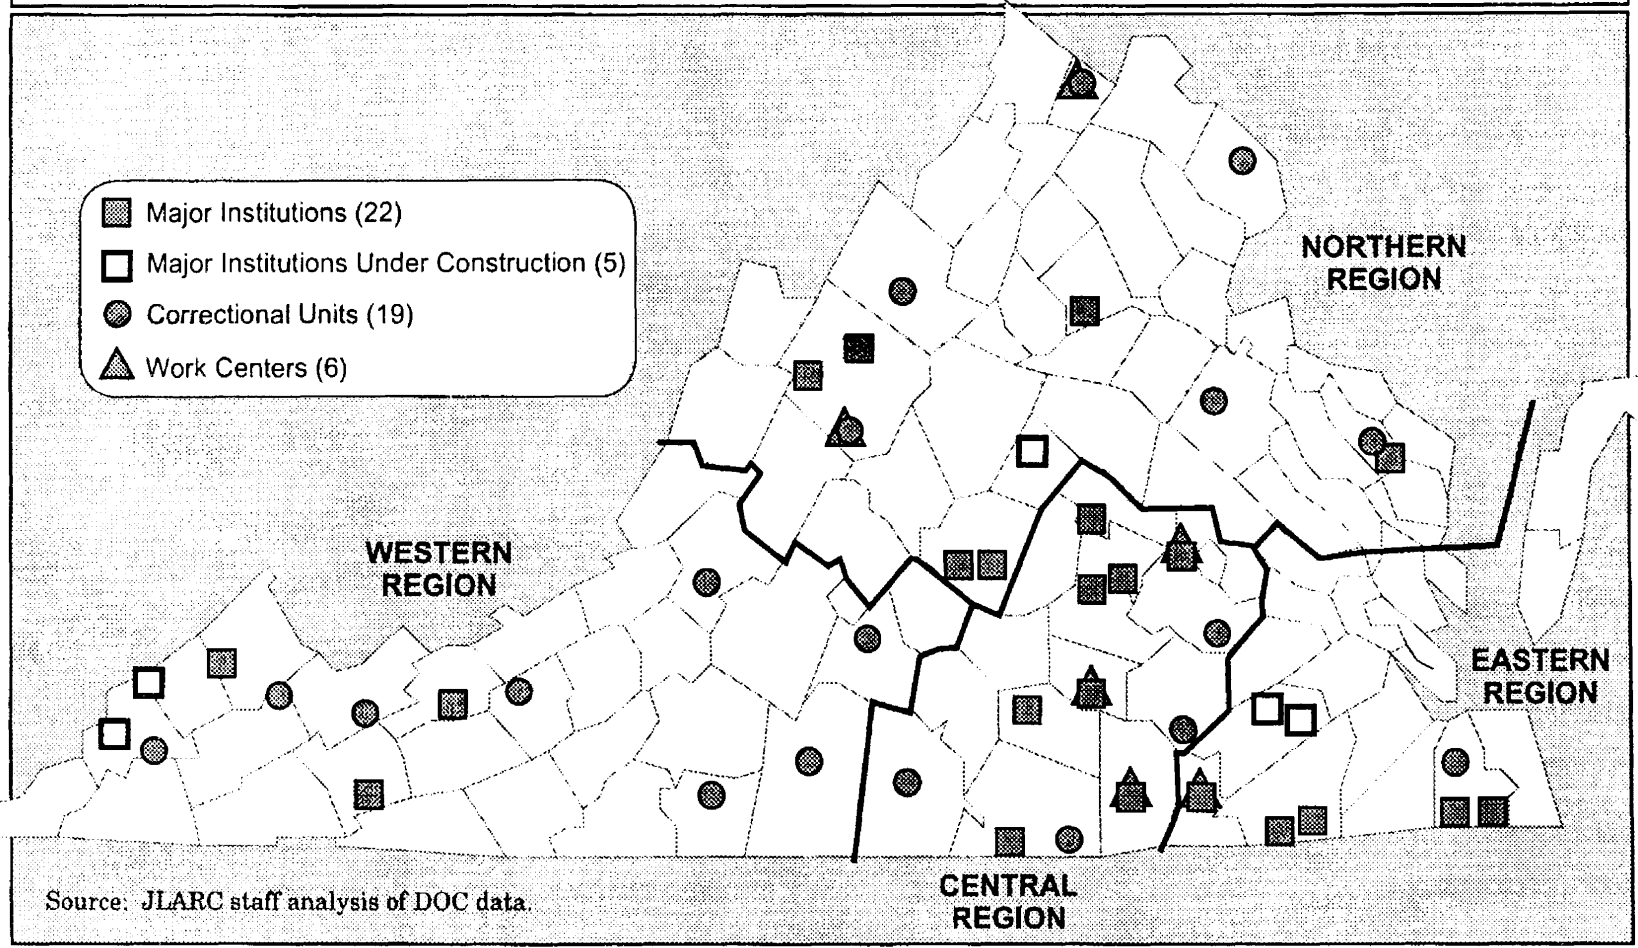 Major Institutions (22)
Major Institutions Under Construction (5)
Correctional Units (19)
Work Centers (6)
NORTHERN
REGION
WESTERN
REGION
EASTERN
REGION
CENTRAL
REGION
Source: JLARC staff analysis of DOC data.